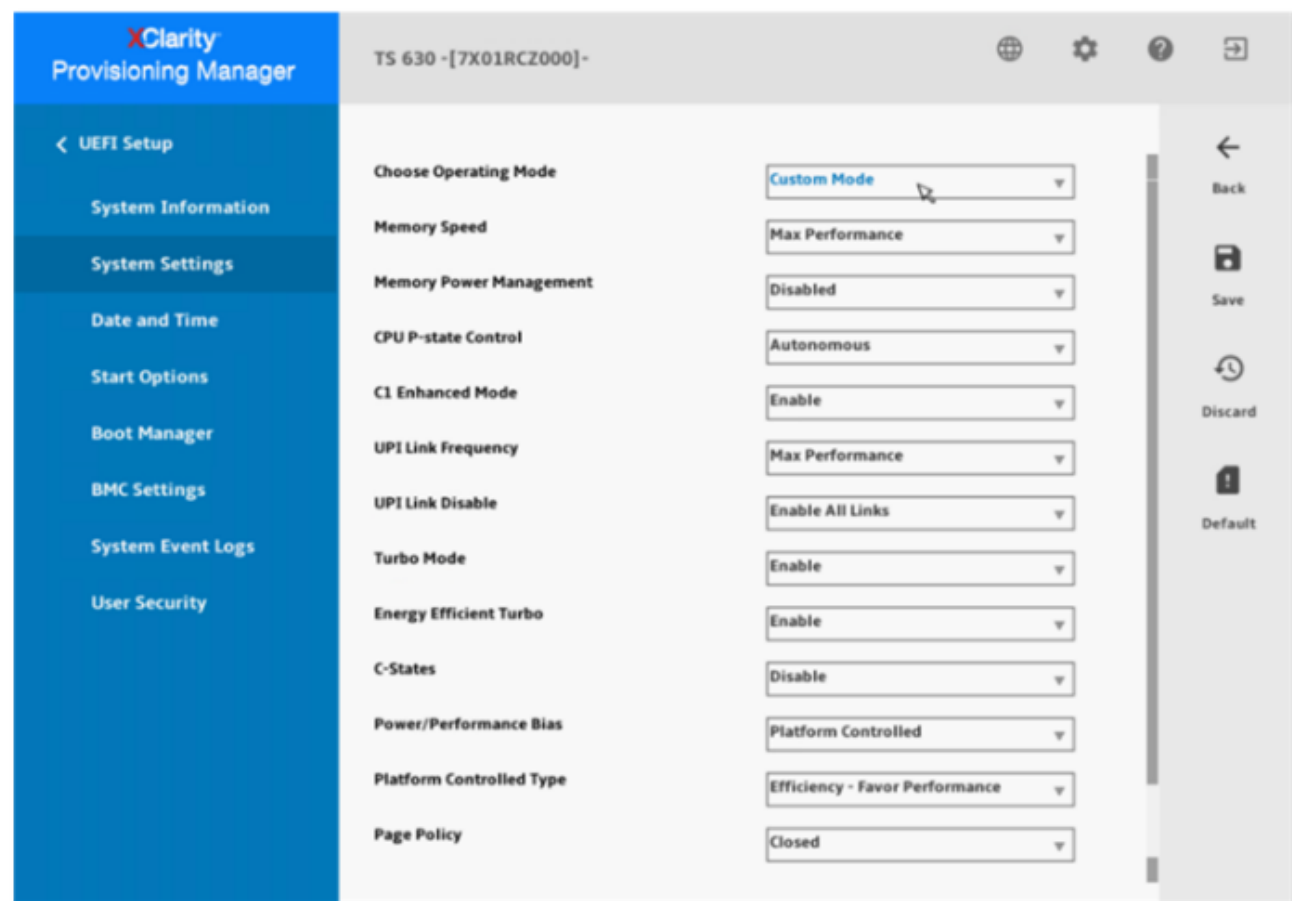 XClarity
Provisioning Manager
TS 630 -[7X01RCZ000]-
UEFI Setup
System Information
System Settings
Date and Time
Start Options
Boot Manager
BMC Settings
System Event Logs
User Security
Choose Operating Mode Custom Mode
Memory Speed Max Performance
Memory Power Management Disabled
CPU P-state Control Autonomous
C1 Enhanced Mode Enable
UPI Link Frequency Max Performance
UPI Link Disable Enable All Links
Turbo Mode Enable
Energy Efficient Turbo Enable
C-States Disable
Power/Performance Bias Platform Controlled
Platform Controlled Type Efficiency - Favor Performance
Page Policy Closed
Back
Save
Discard
Default